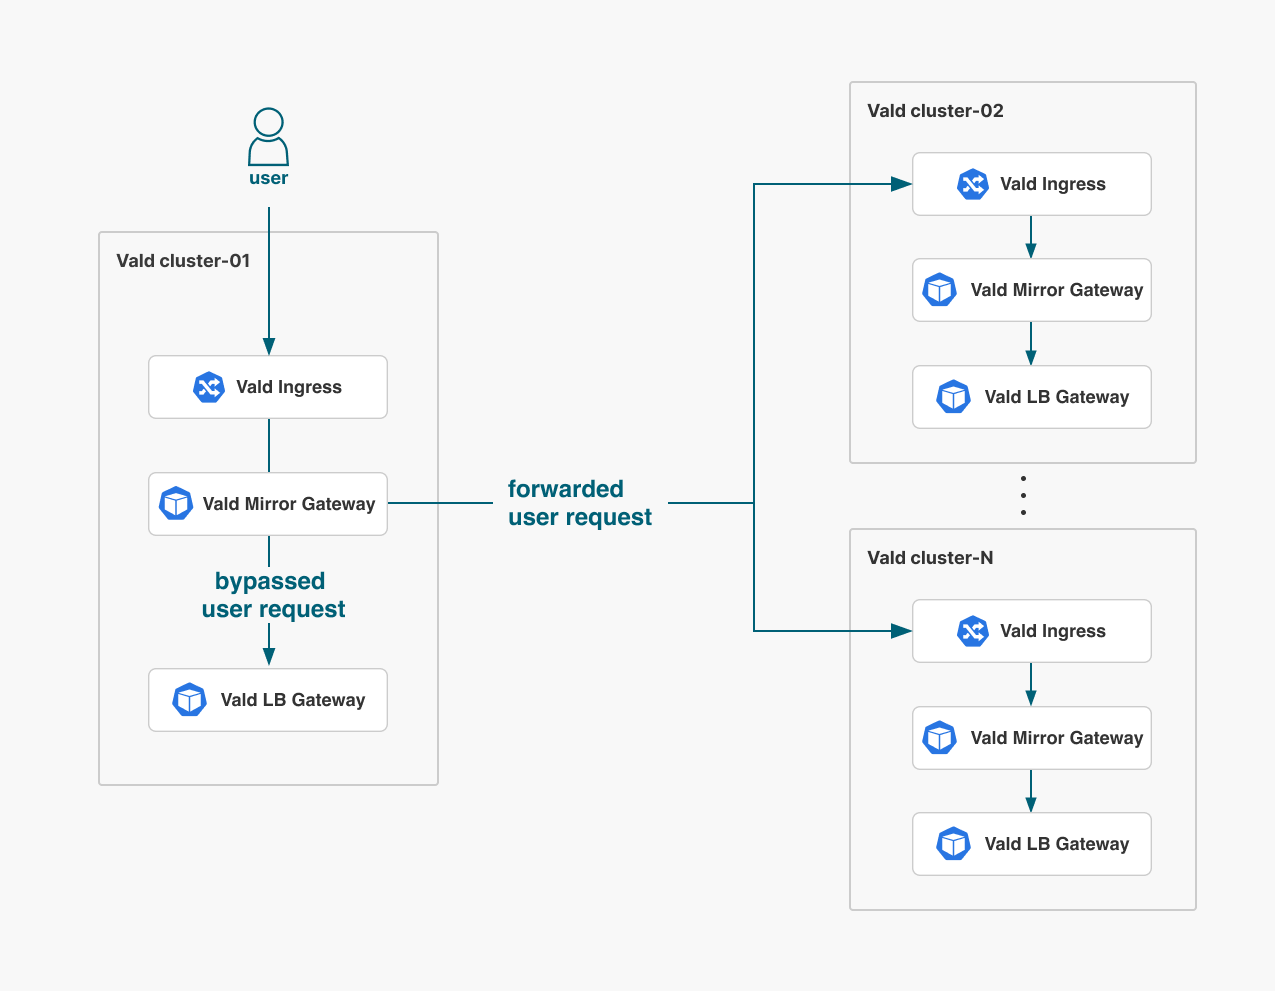 user
Vald cluster-01
Vald Ingress
Vald Mirror Gateway
bypassed
user request
Vald LB Gateway
forwarded
user request
Vald cluster-02
Vald Ingress
Vald Mirror Gateway
Vald LB Gateway
Vald cluster-N
Vald Ingress
Vald Mirror Gateway
Vald LB Gateway